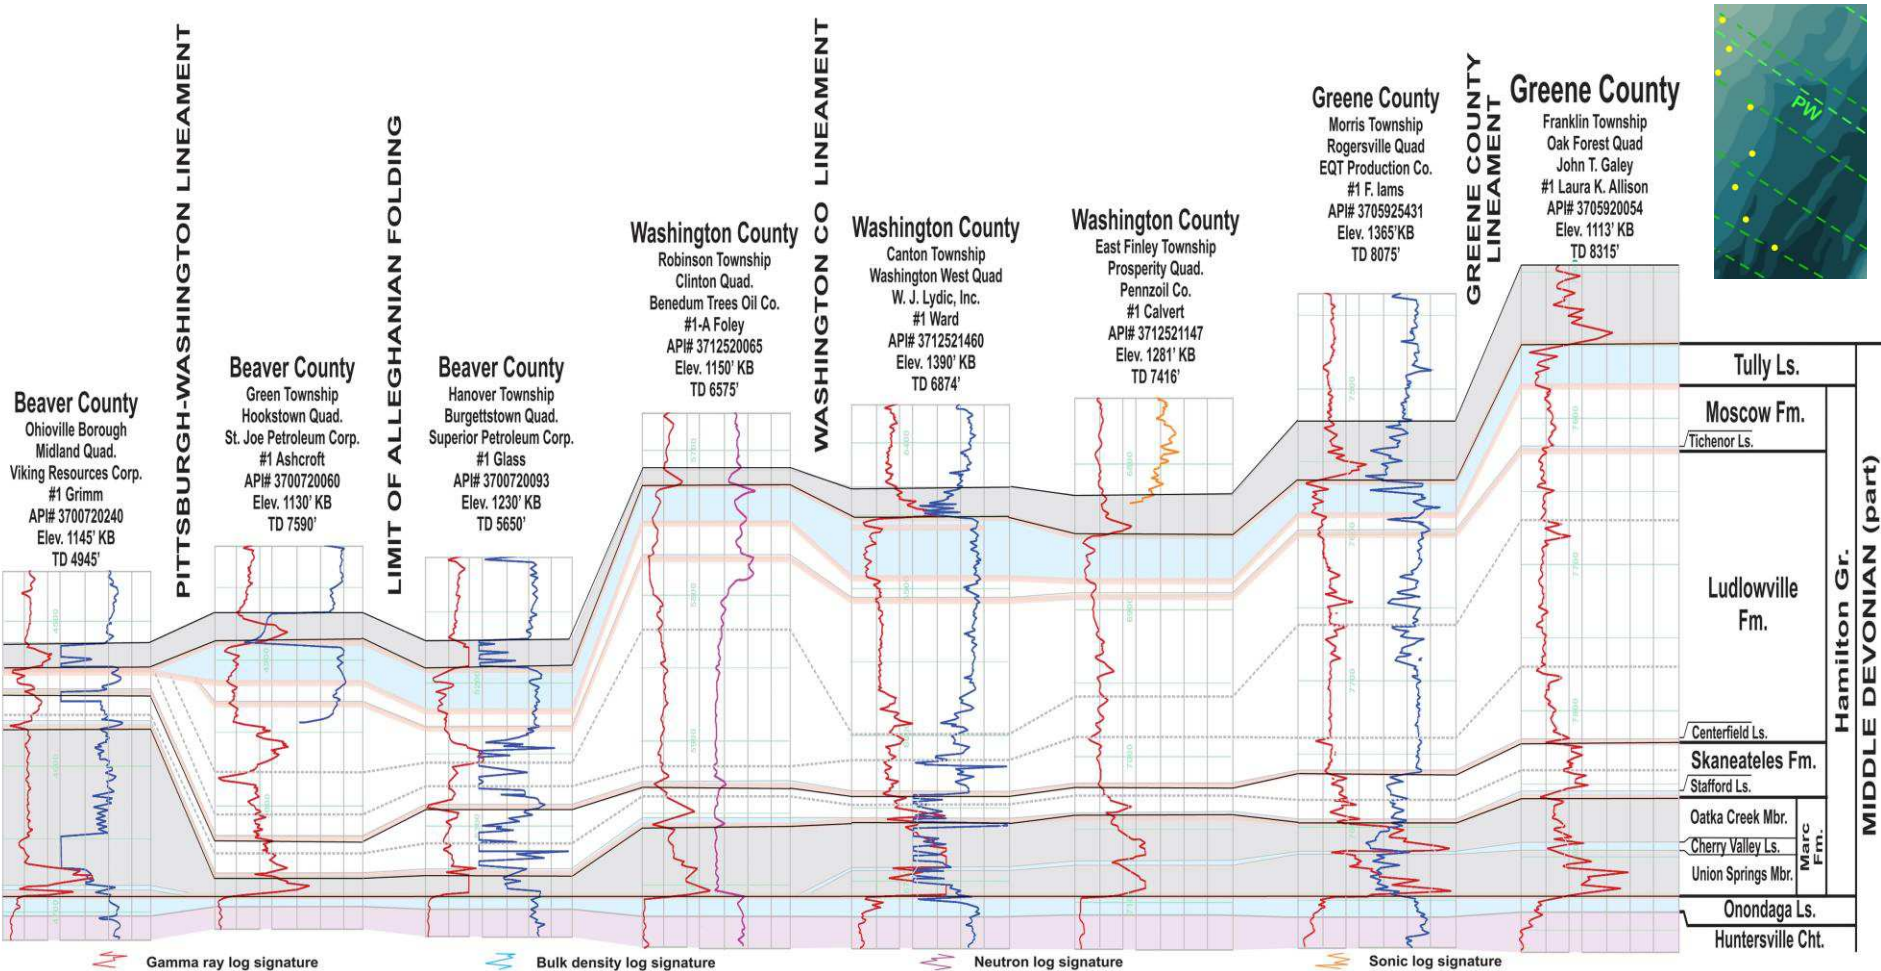 PITTSBURGH-WASHINGTON LINEAMENT
LIMIT OF ALLEGHANIAN FOLDING
WASHINGTON CO LINEAMENT
GREENE COUNTY
LINEAMENT
PW
Beaver County
Ohioville Borough
Midland Quad.
Viking Resources Corp.
#1 Grimm
API# 3700720240
Elev. 1145' KB
TD 4945'
Beaver County
Green Township
Hookstown Quad.
St. Joe Petroleum Corp.
#1 Ashcroft
API# 3700720060
Elev. 1130' KB
TD 7590'
Beaver County
Hanover Township
Burgettstown Quad.
Superior Petroleum Corp.
#1 Glass
API# 3700720093
Elev. 1230' KB
TD 5650'
Washington County
Robinson Township
Clinton Quad.
Benedum Trees Oil Co.
#1-A Foley
API# 3712520065
Elev. 1150' KB
TD 6575'
Washington County
Canton Township
Washington West Quad
W. J. Lydic, Inc.
#1 Ward
API# 3712521460
Elev. 1390' KB
TD 6874'
Washington County
East Finley Township
Prosperity Quad.
Pennzoil Co.
#1 Calvert
API# 3712521147
Elev. 1281' KB
TD 7416'
Greene County
Morris Township
Rogersville Quad
EQT Production Co.
#1 F. Iams
API# 3705925431
Elev. 1365'KB
TD 8075'
Greene County
Franklin Township
Oak Forest Quad
John T. Galey
#1 Laura K. Allison
API# 3705920054
Elev. 1113' KB
TD 8315'
Tully Ls.
Moscow Fm.
Tichenor Ls.
Ludlowville
Fm.
Centerfield Ls.
Skaneateles Fm.
Stafford Ls.
Oatka Creek Mbr.
Cherry Valley Ls.
Union Springs Mbr.
Marc
Fm.
Onondaga Ls.
Huntersville Cht.
Hamilton Gr.
MIDDLE DEVONIAN (part)
Gamma ray log signature
Bulk density log signature
Neutron log signature
Sonic log signature